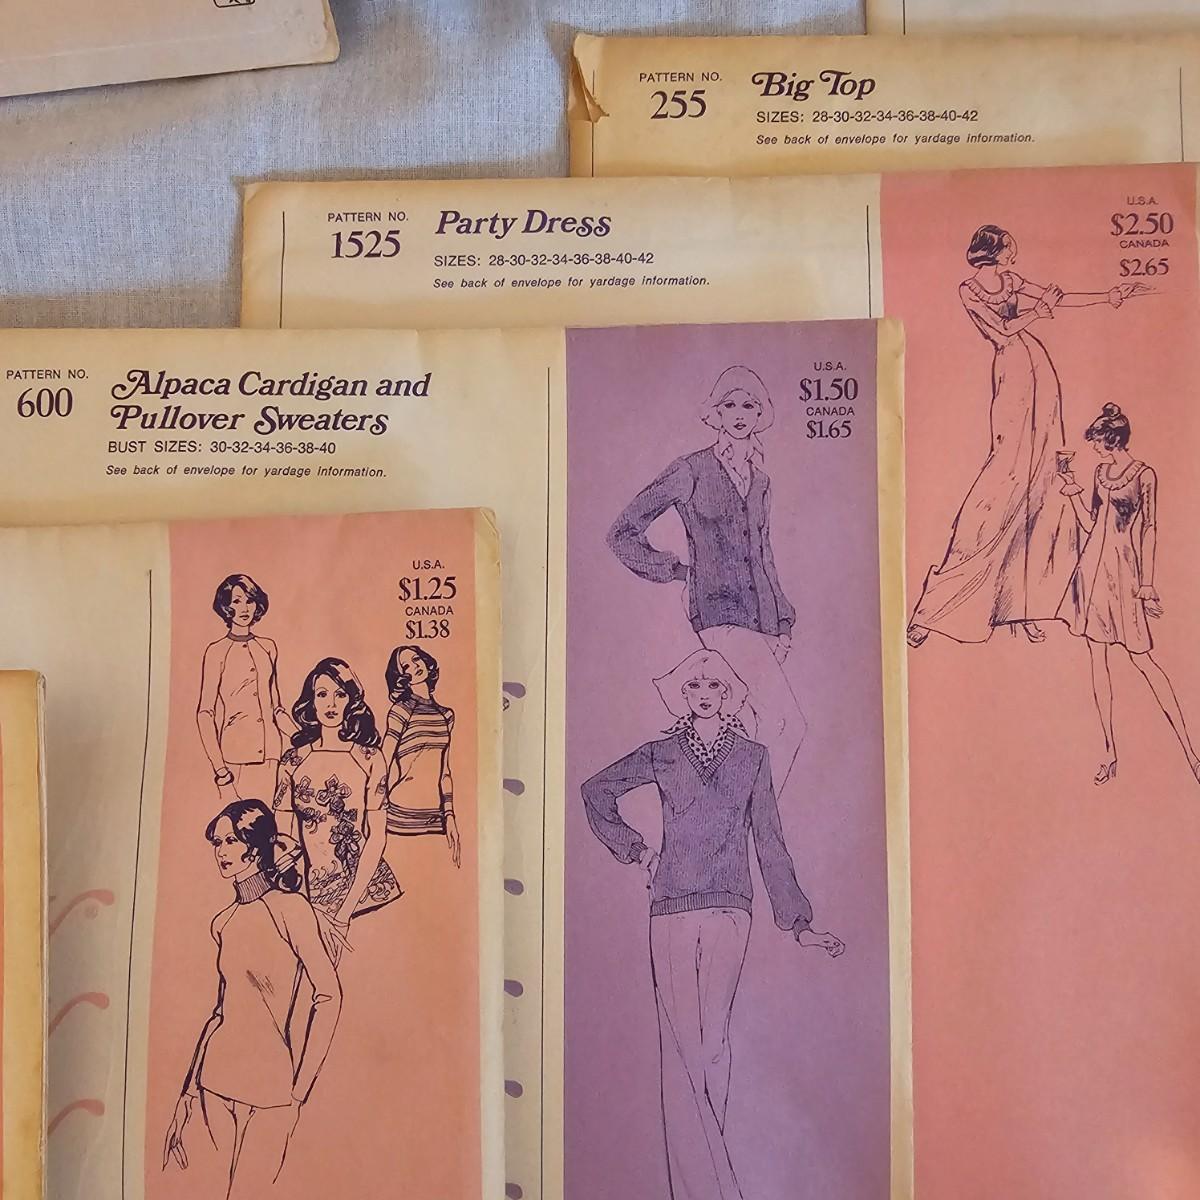 PATTERN NO.
255
Big Top
SIZES: 28-30-32-34-36-38-40-42
See back of envelope for yardage information.
PATTERN NO.
1525
Party Dress
SIZES: 28-30-32-34-36-38-40-42
See back of envelope for yardage information.
U.S.A.
$2.50
CANADA
$2.65
PATTERN NO.
600
Alpaca Cardigan and
Pullover Sweaters
BUST SIZES: 30-32-34-36-38-40
See back of envelope for yardage information.
U.S.A.
$1.50
CANADA
$1.65
U.S.A.
$1.25
CANADA
$1.38